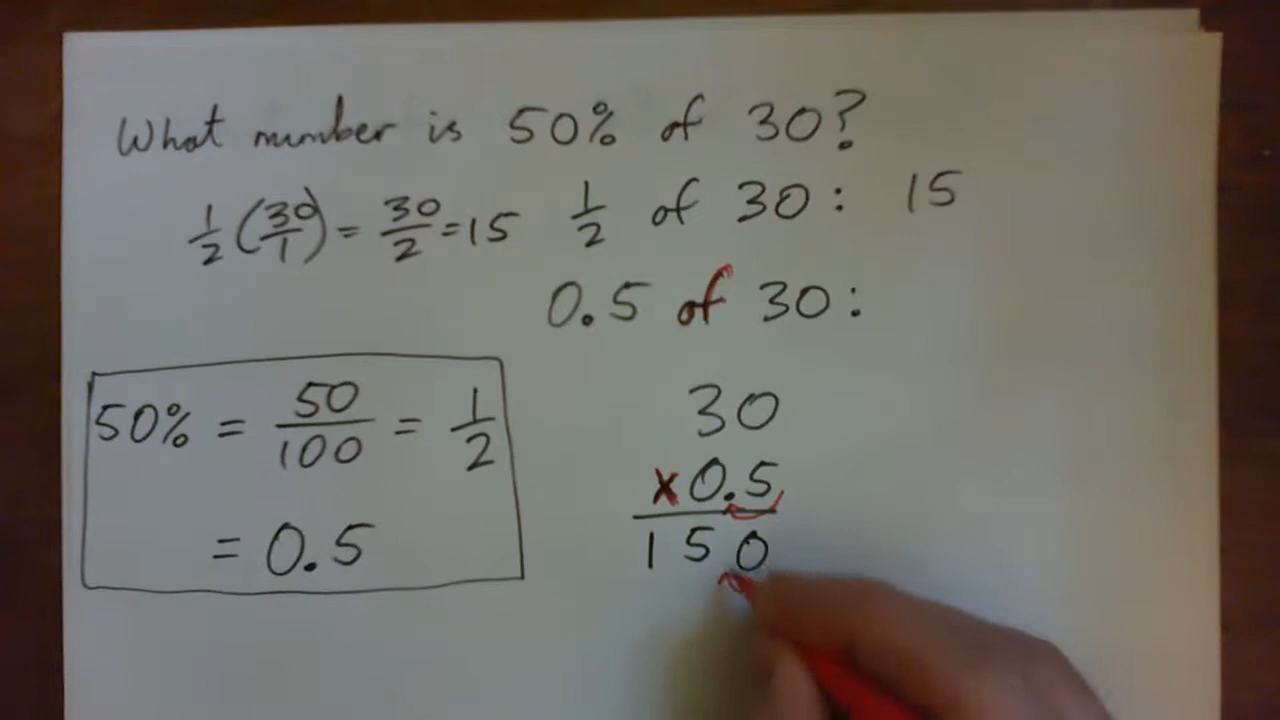 What number is 50% of 30?
1/2 (30/1) = 30/2 = 15
1/2 of 30: 15
0.5 of 30:
50% = 50/100 = 1/2
= 0.5
30
x 0.5
150